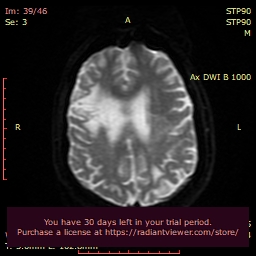 Im: 39/46
Se: 3
STP90
STP90
M
A
Ax DWI B 1000
R
L
You have 30 days left in your trial period.
Purchase a license at https://radiantviewer.com/store/